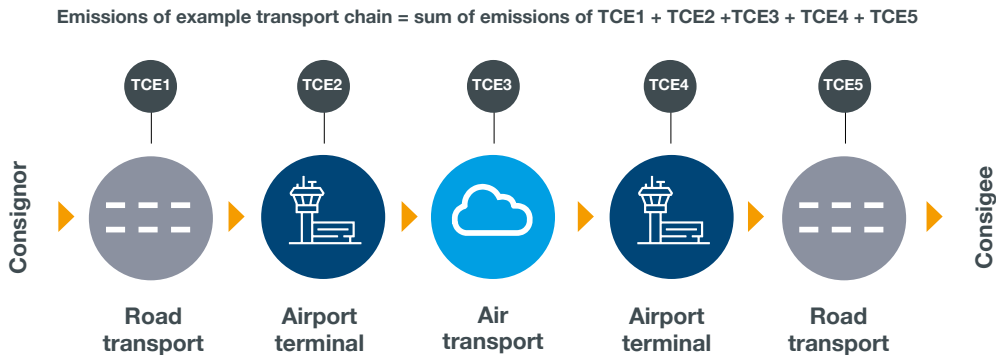 Emissions of example transport chain = sum of emissions of TCE1 + TCE2 +TCE3 + TCE4 + TCE5
TCE1
TCE2
TCE3
TCE4
TCE5
Consignor
Consigee
Road
transport
Airport
terminal
Air
transport
Airport
terminal
Road
transport